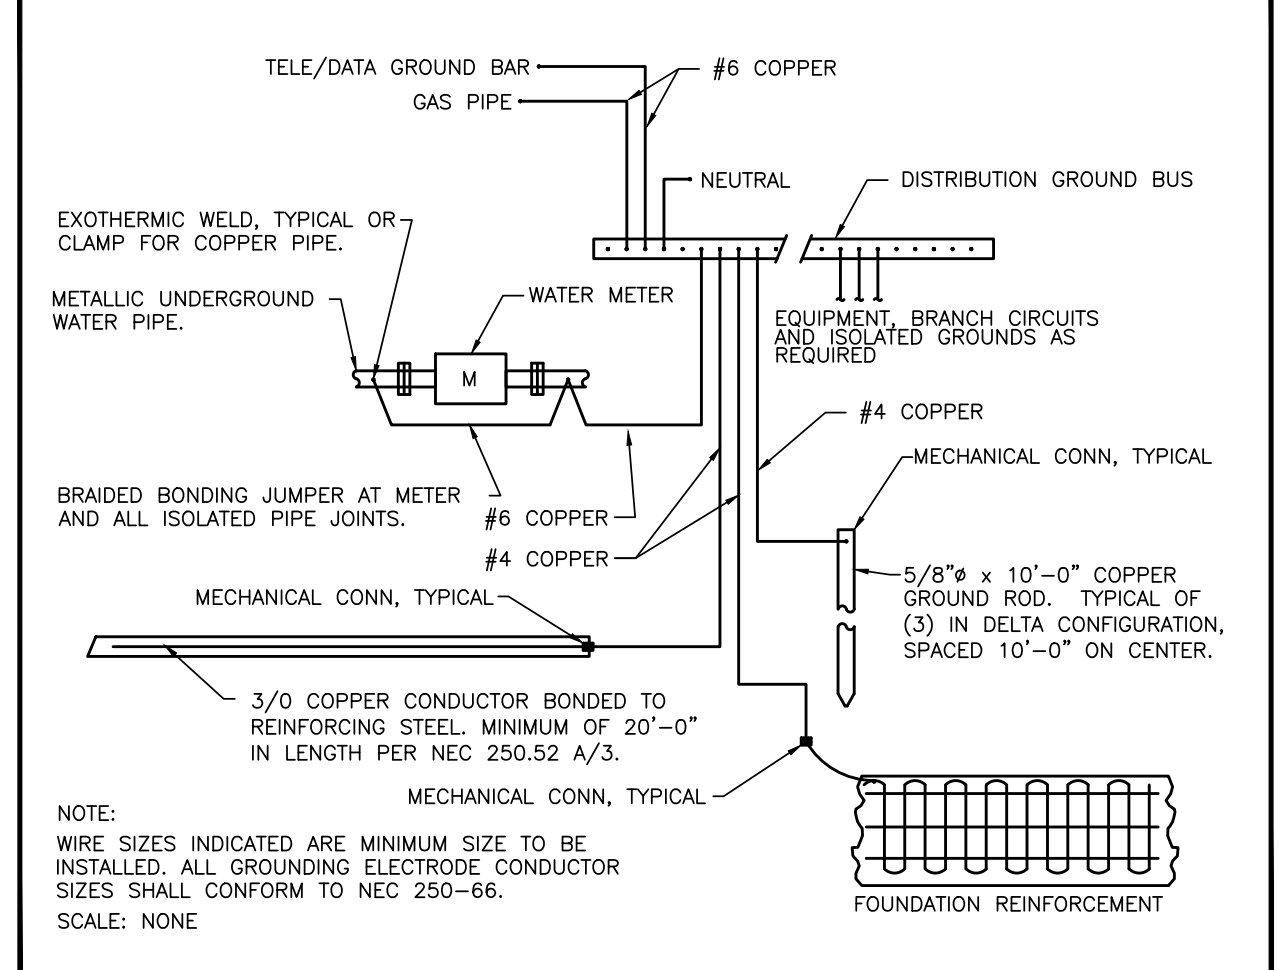 TELE/DATA GROUND BAR
#6 COPPER
GAS PIPE
NEUTRAL
DISTRIBUTION GROUND BUS
EXOTHERMIC WELD, TYPICAL OR
CLAMP FOR COPPER PIPE.
METALLIC UNDERGROUND
WATER PIPE.
WATER METER
EQUIPMENT, BRANCH CIRCUITS
AND ISOLATED GROUNDS AS
REQUIRED
M
#4 COPPER
MECHANICAL CONN, TYPICAL
BRAIDED BONDING JUMPER AT METER
AND ALL ISOLATED PIPE JOINTS.
#6 COPPER
#4 COPPER
5/8"ø x 10'-0" COPPER
GROUND ROD. TYPICAL OF
(3) IN DELTA CONFIGURATION,
SPACED 10'-0" ON CENTER.
MECHANICAL CONN, TYPICAL
3/0 COPPER CONDUCTOR BONDED TO
REINFORCING STEEL. MINIMUM OF 20'-0"
IN LENGTH PER NEC 250.52 A/3.
MECHANICAL CONN, TYPICAL
NOTE:
WIRE SIZES INDICATED ARE MINIMUM SIZE TO BE
INSTALLED. ALL GROUNDING ELECTRODE CONDUCTOR
SIZES SHALL CONFORM TO NEC 250-66.
SCALE: NONE
FOUNDATION REINFORCEMENT